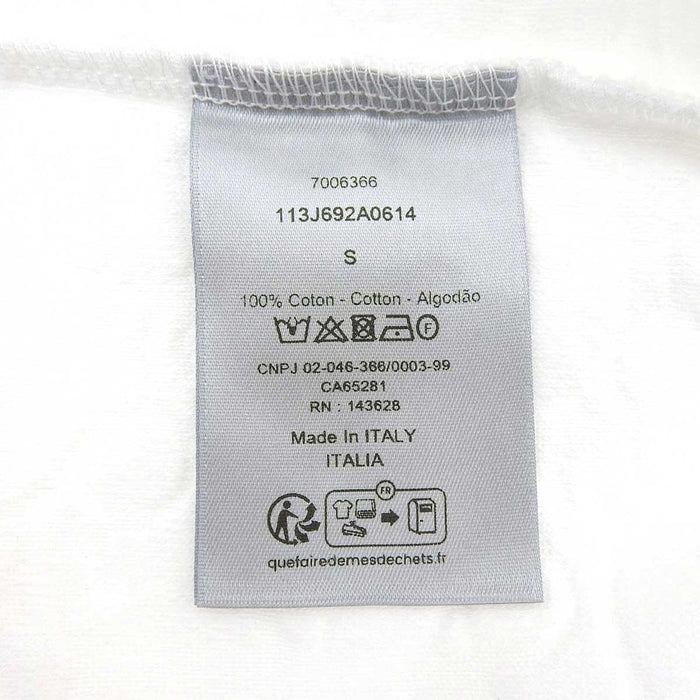 7006366
113J692A0614
S
100% Coton - Cotton - Algodão
F
CNPJ 02-046-366/0003-99
CA65281
RN : 143628
Made In ITALY
ITALIA
FR
quefairedemesdechets.fr